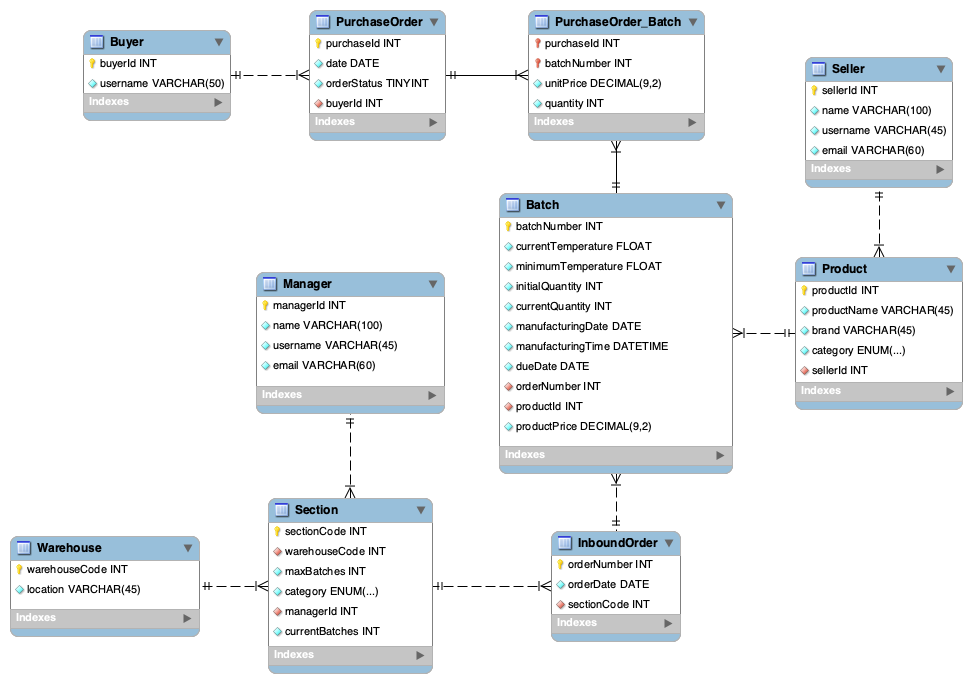 Buyer
buyerId INT
username VARCHAR(50)
Indexes
PurchaseOrder
purchaseId INT
date DATE
orderStatus TINYINT
buyerId INT
Indexes
PurchaseOrder_Batch
purchaseId INT
batchNumber INT
unitPrice DECIMAL(9,2)
quantity INT
Indexes
Seller
sellerId INT
name VARCHAR(100)
username VARCHAR(45)
email VARCHAR(60)
Indexes
Batch
batchNumber INT
currentTemperature FLOAT
minimumTemperature FLOAT
initialQuantity INT
currentQuantity INT
manufacturingDate DATE
manufacturingTime DATETIME
dueDate DATE
orderNumber INT
productId INT
productPrice DECIMAL(9,2)
Indexes
Product
productId INT
productName VARCHAR(45)
brand VARCHAR(45)
category ENUM(...)
sellerId INT
Indexes
Manager
managerId INT
name VARCHAR(100)
username VARCHAR(45)
email VARCHAR(60)
Indexes
Warehouse
warehouseCode INT
location VARCHAR(45)
Indexes
Section
sectionCode INT
warehouseCode INT
maxBatches INT
category ENUM(...)
managerId INT
currentBatches INT
Indexes
InboundOrder
orderNumber INT
orderDate DATE
sectionCode INT
Indexes